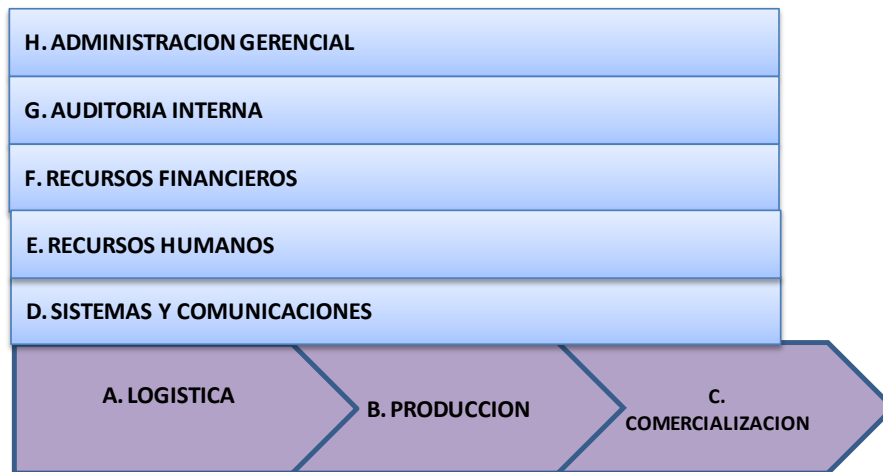 H. ADMINISTRACION GERENCIAL
G. AUDITORIA INTERNA
F. RECURSOS FINANCIEROS
E. RECURSOS HUMANOS
D. SISTEMAS Y COMUNICACIONES
A. LOGISTICA
B. PRODUCCION
C.
COMERCIALIZACION